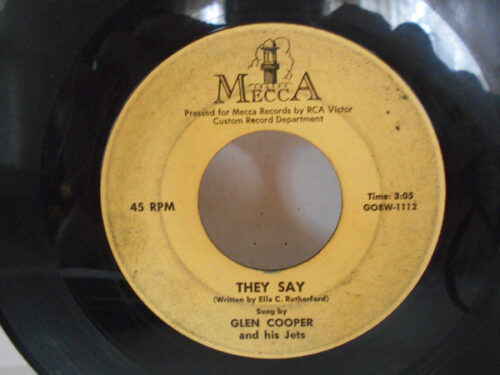 MECCA
Pressed for Mecca Records by RCA Victor
Custom Record Department
45 RPM
Time: 3:05
GO8W-1112
THEY SAY
(Written by Ella C. Rutherford)
Sung by
GLEN COOPER
and his Jets